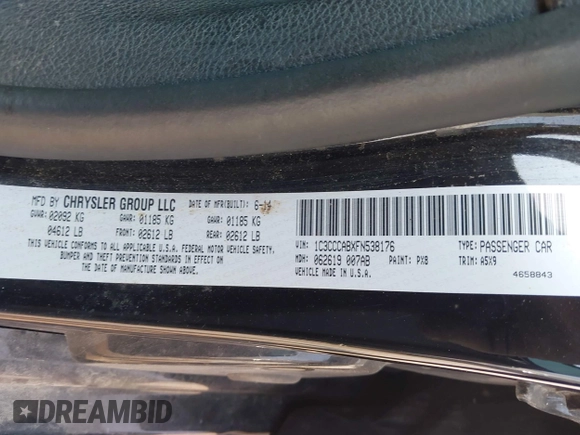 MFD BY CHRYSLER GROUP LLC DATE OF MFR(BUILT): 6-14
GVWR: 02092 KG GAWR: 01185 KG GAWR: 01185 KG
04612 LB 02612 LB 02612 LB
THIS VEHICLE CONFORMS TO ALL APPLICABLE U.S.A. FEDERAL MOTOR VEHICLE SAFETY,
BUMPER AND THEFT PREVENTION STANDARDS IN EFFECT ON
THE DATE OF MANUFACTURE SHOWN ABOVE.
VIN: 1C3CCCABXFN538176 TYPE: PASSENGER CAR
MDH: 062619 007AB PAINT: PX8 TRIM: A5X9
VEHICLE MADE IN U.S.A.
4658843
DREAMBID